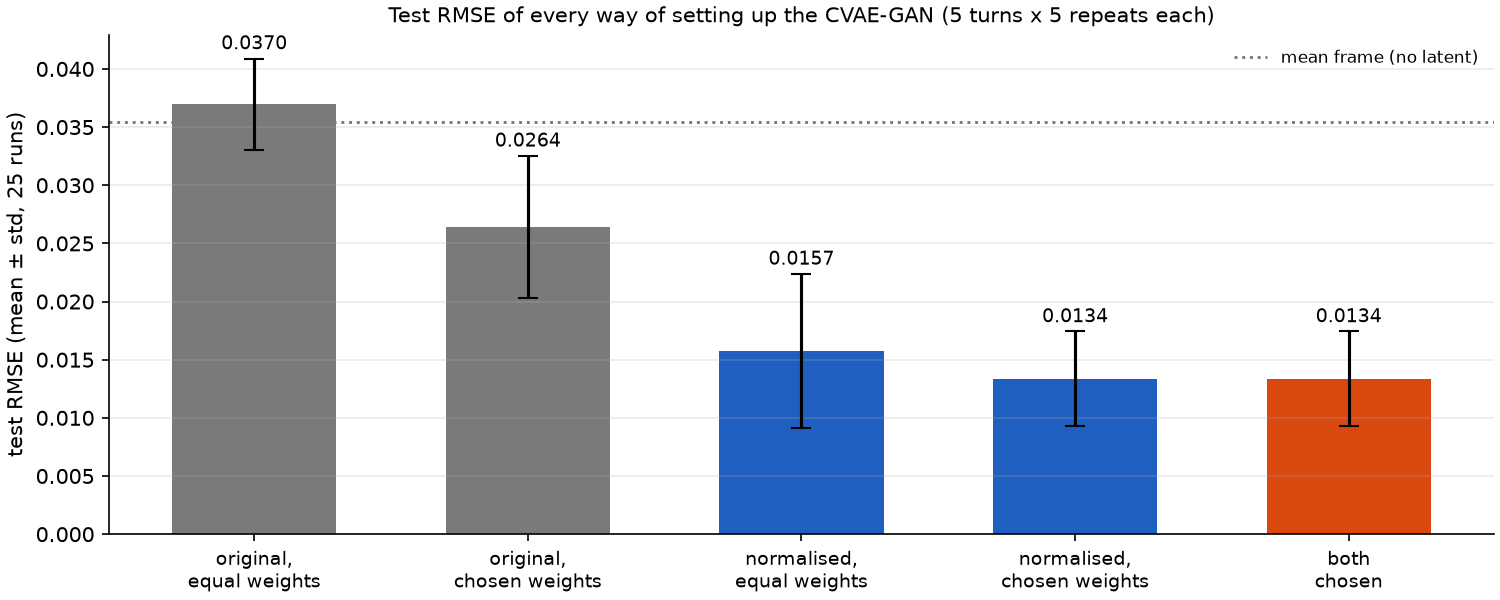 Test RMSE of every way of setting up the CVAE-GAN (5 turns x 5 repeats each)
mean frame (no latent)
test RMSE (mean ± std, 25 runs)
0.040
0.035
0.030
0.025
0.020
0.015
0.010
0.005
0.000
0.0370
0.0264
0.0157
0.0134
0.0134
original,
equal weights
original,
chosen weights
normalised,
equal weights
normalised,
chosen weights
both
chosen